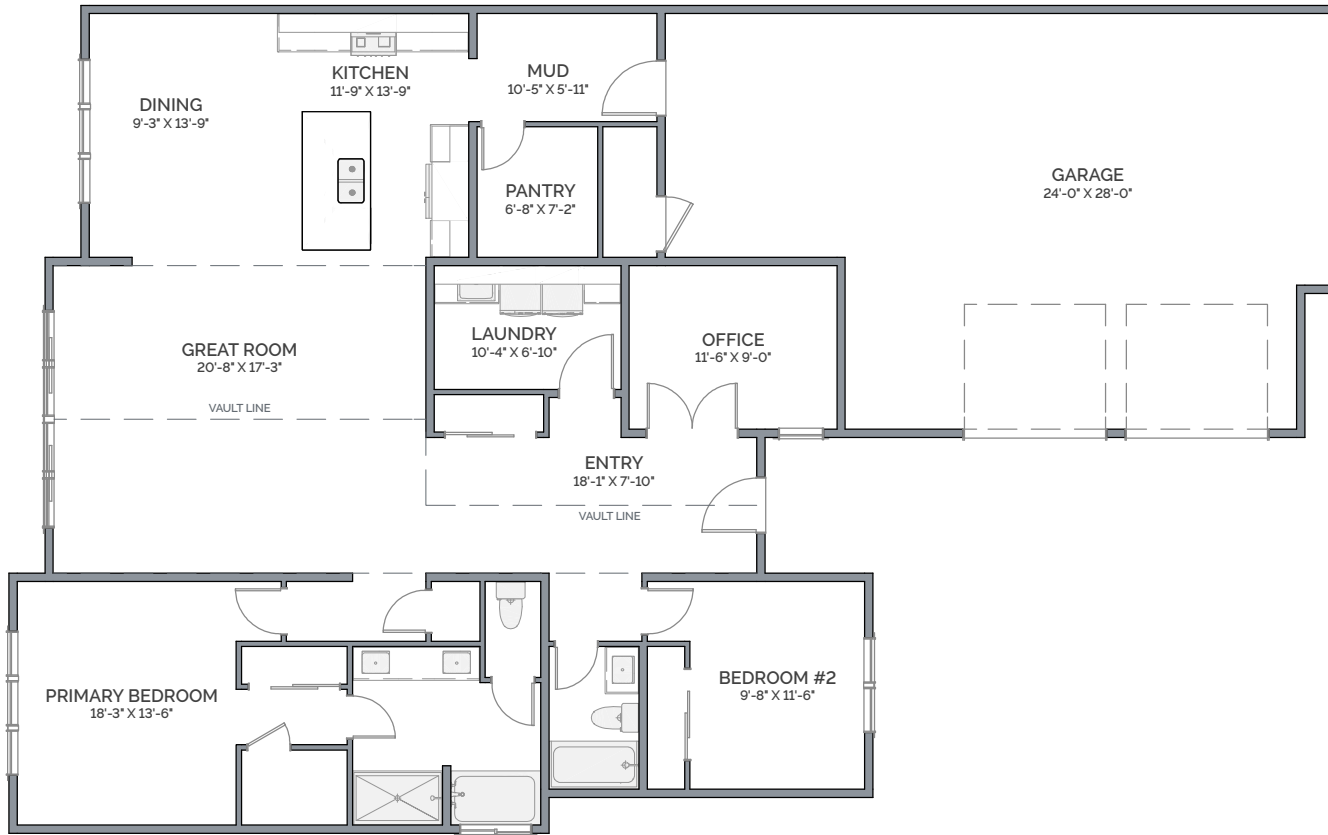 KITCHEN
11'-9" X 13'-9"
MUD
10'-5" X 5'-11"
DINING
9'-3" X 13'-9"
PANTRY
6'-8" X 7'-2"
GARAGE
24'-0" X 28'-0"
GREAT ROOM
20'-8" X 17'-3"
LAUNDRY
10'-4" X 6'-10"
OFFICE
11'-6" X 9'-0"
VAULT LINE
ENTRY
18'-1" X 7'-10"
VAULT LINE
PRIMARY BEDROOM
18'-3" X 13'-6"
BEDROOM #2
9'-8" X 11'-6"